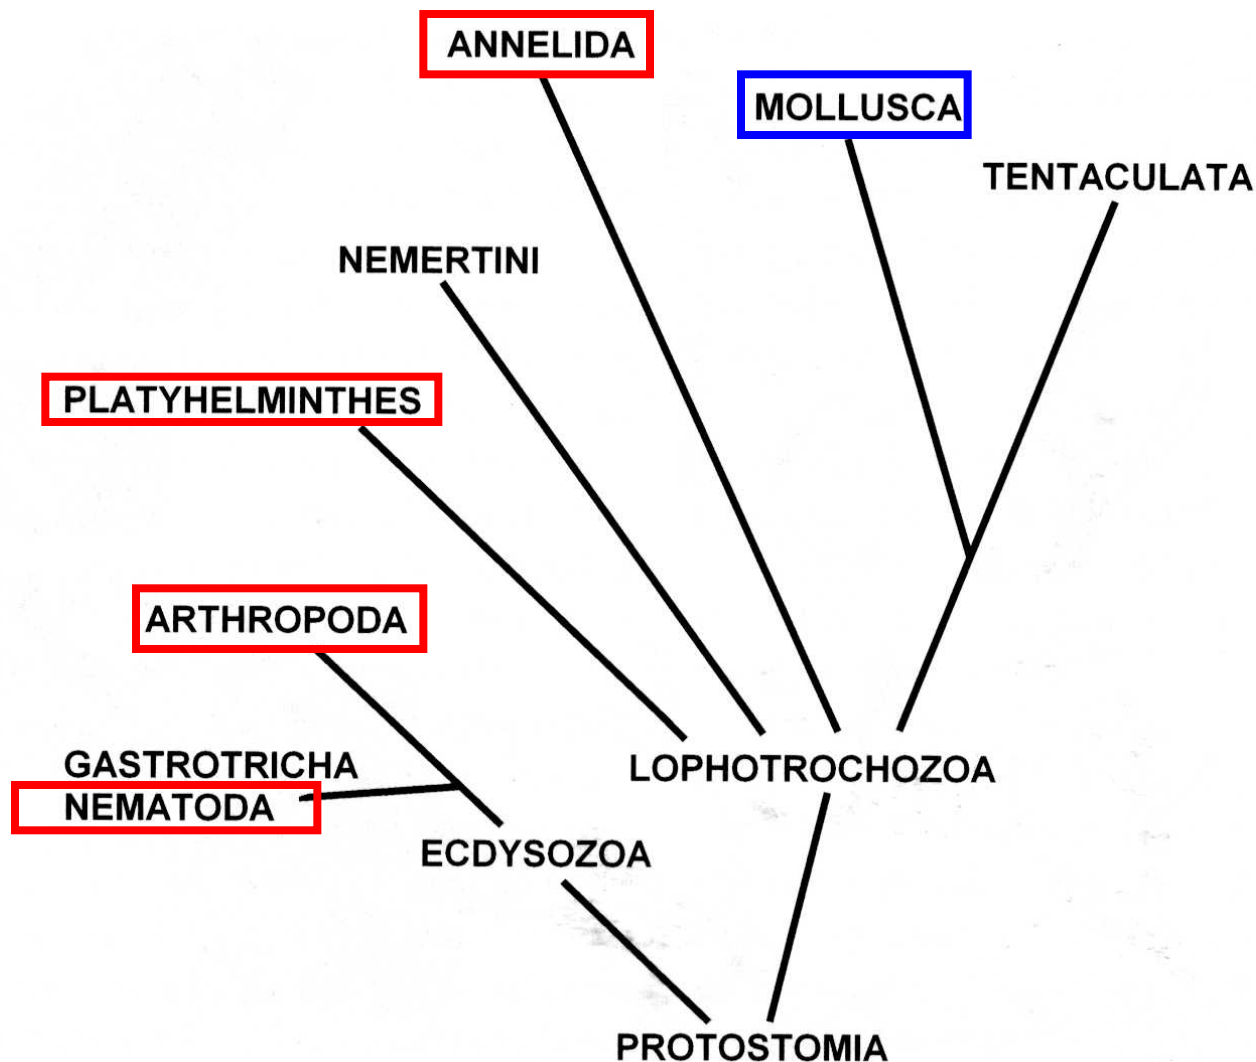 ANNELIDA
MOLLUSCA
TENTACULATA
NEMERTINI
PLATYHELMINTHES
ARTHROPODA
GASTROTRICHA
NEMATODA
LOPHOTROCHOZOA
ECDYSOZOA
PROTOSTOMIA